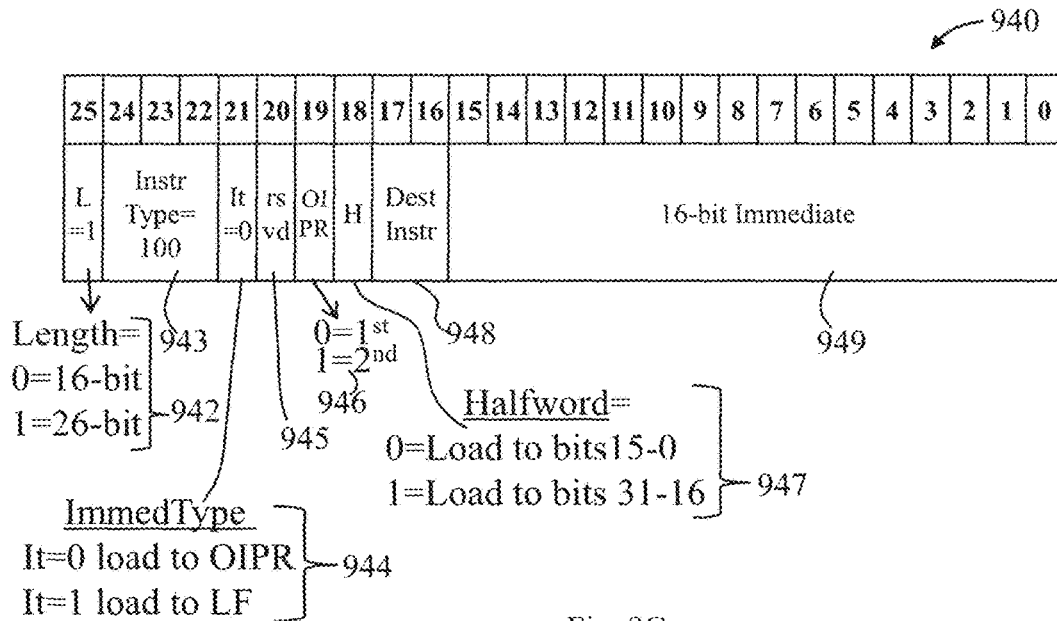 940
25 24 23 22 21 20 19 18 17 16 15 14 13 12 11 10 9 8 7 6 5 4 3 2 1 0
L
=1
Instr
Type=
100
It
=0
rs
vd
OI
PR
H
Dest
Instr
16-bit Immediate
Length=
0=16-bit
1=26-bit
942
943
0=1st
1=2nd
946
948
949
945
Halfword=
0=Load to bits15-0
1=Load to bits 31-16
947
ImmedType
It=0 load to OIPR
It=1 load to LF
944